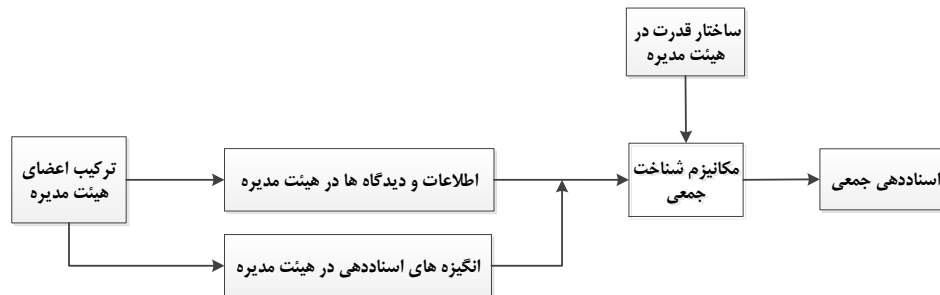 ساختار قدرت در
هیئت مدیره
ترکیب اعضای
هیئت مدیره
اطلاعات و دیدگاه ها در هیئت مدیره
مکانیزم شناخت
جمعی
اسناددهی جمعی
انگیزه های اسناددهی در هیئت مدیره